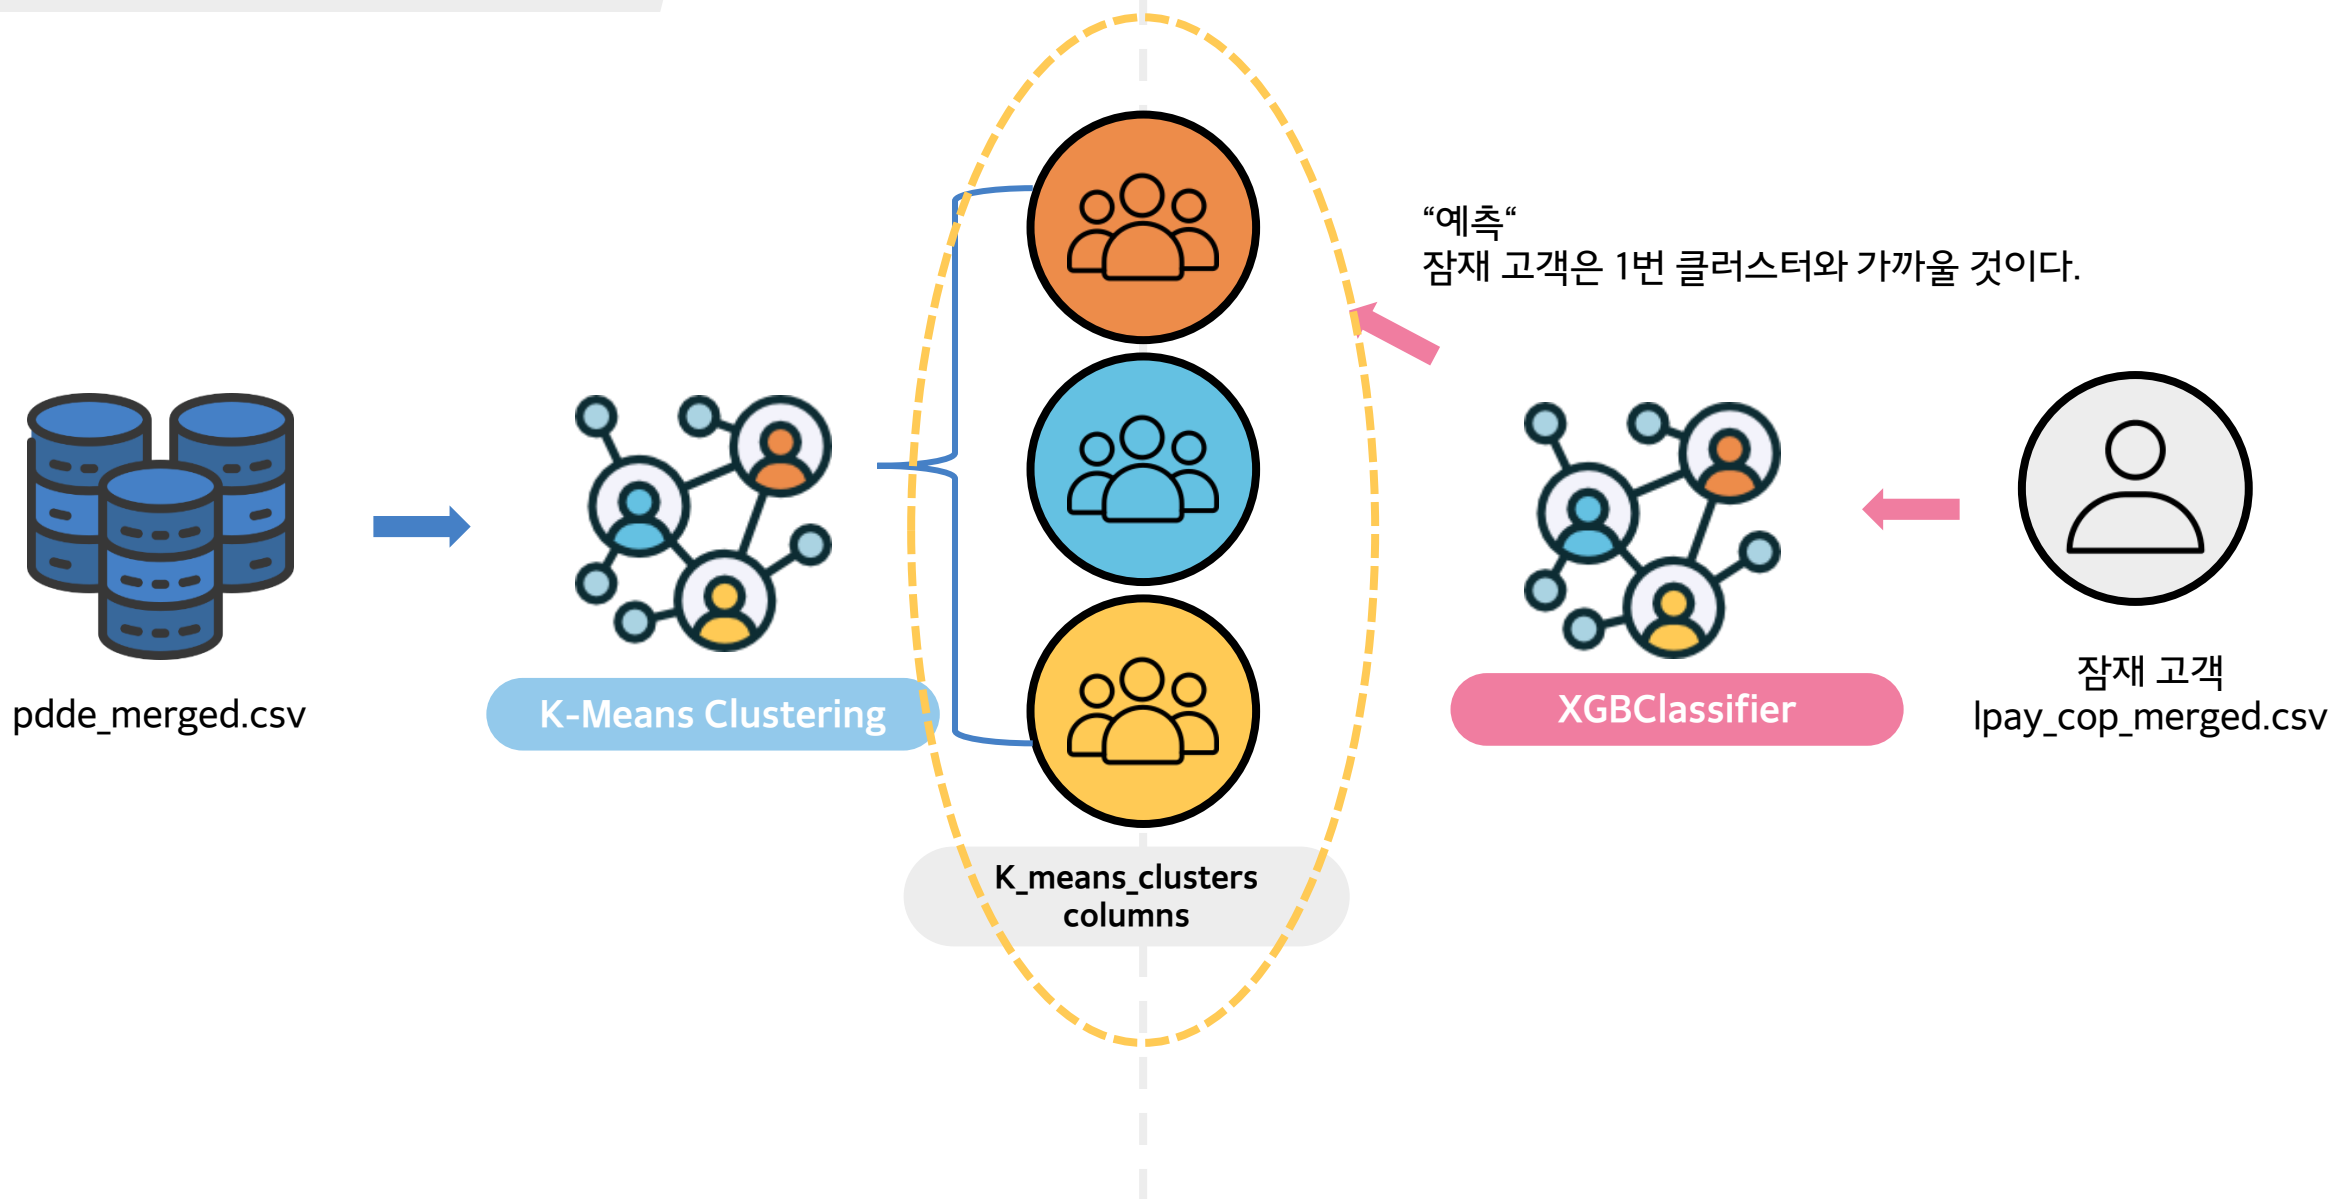 “예측“
잠재 고객은 1번 클러스터와 가까울 것이다.
pdde_merged.csv
K-Means Clustering
K_means_clusters
columns
XGBClassifier
잠재 고객
lpay_cop_merged.csv